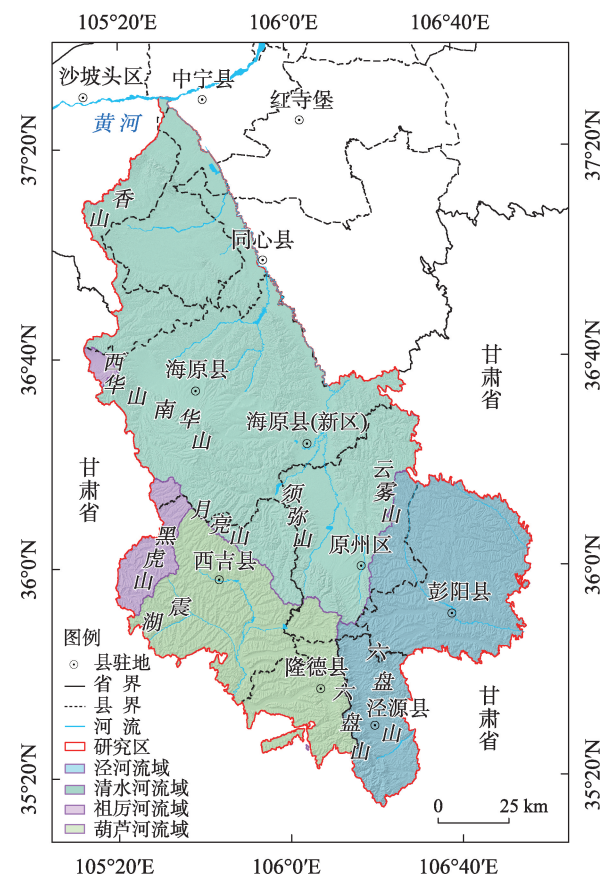 105°20′E 106°0′E 106°40′E
沙坡头区
中宁县
红寺堡
黄河
37°20′N
37°20′N
香山
同心县
36°40′N
36°40′N
西华山
海原县
南华山
海原县(新区)
甘肃省
甘肃省
云雾山
须弥山
月亮山
黑虎山
原州区
西吉县
36°0′N
36°0′N
彭阳县
震湖
六盘山
隆德县
六盘山
泾源县
甘肃省
35°20′N
35°20′N
图例
县驻地
省 界
县 界
河 流
研究区
泾河流域
清水河流域
祖厉河流域
葫芦河流域
0 25 km
105°20′E 106°0′E 106°40′E